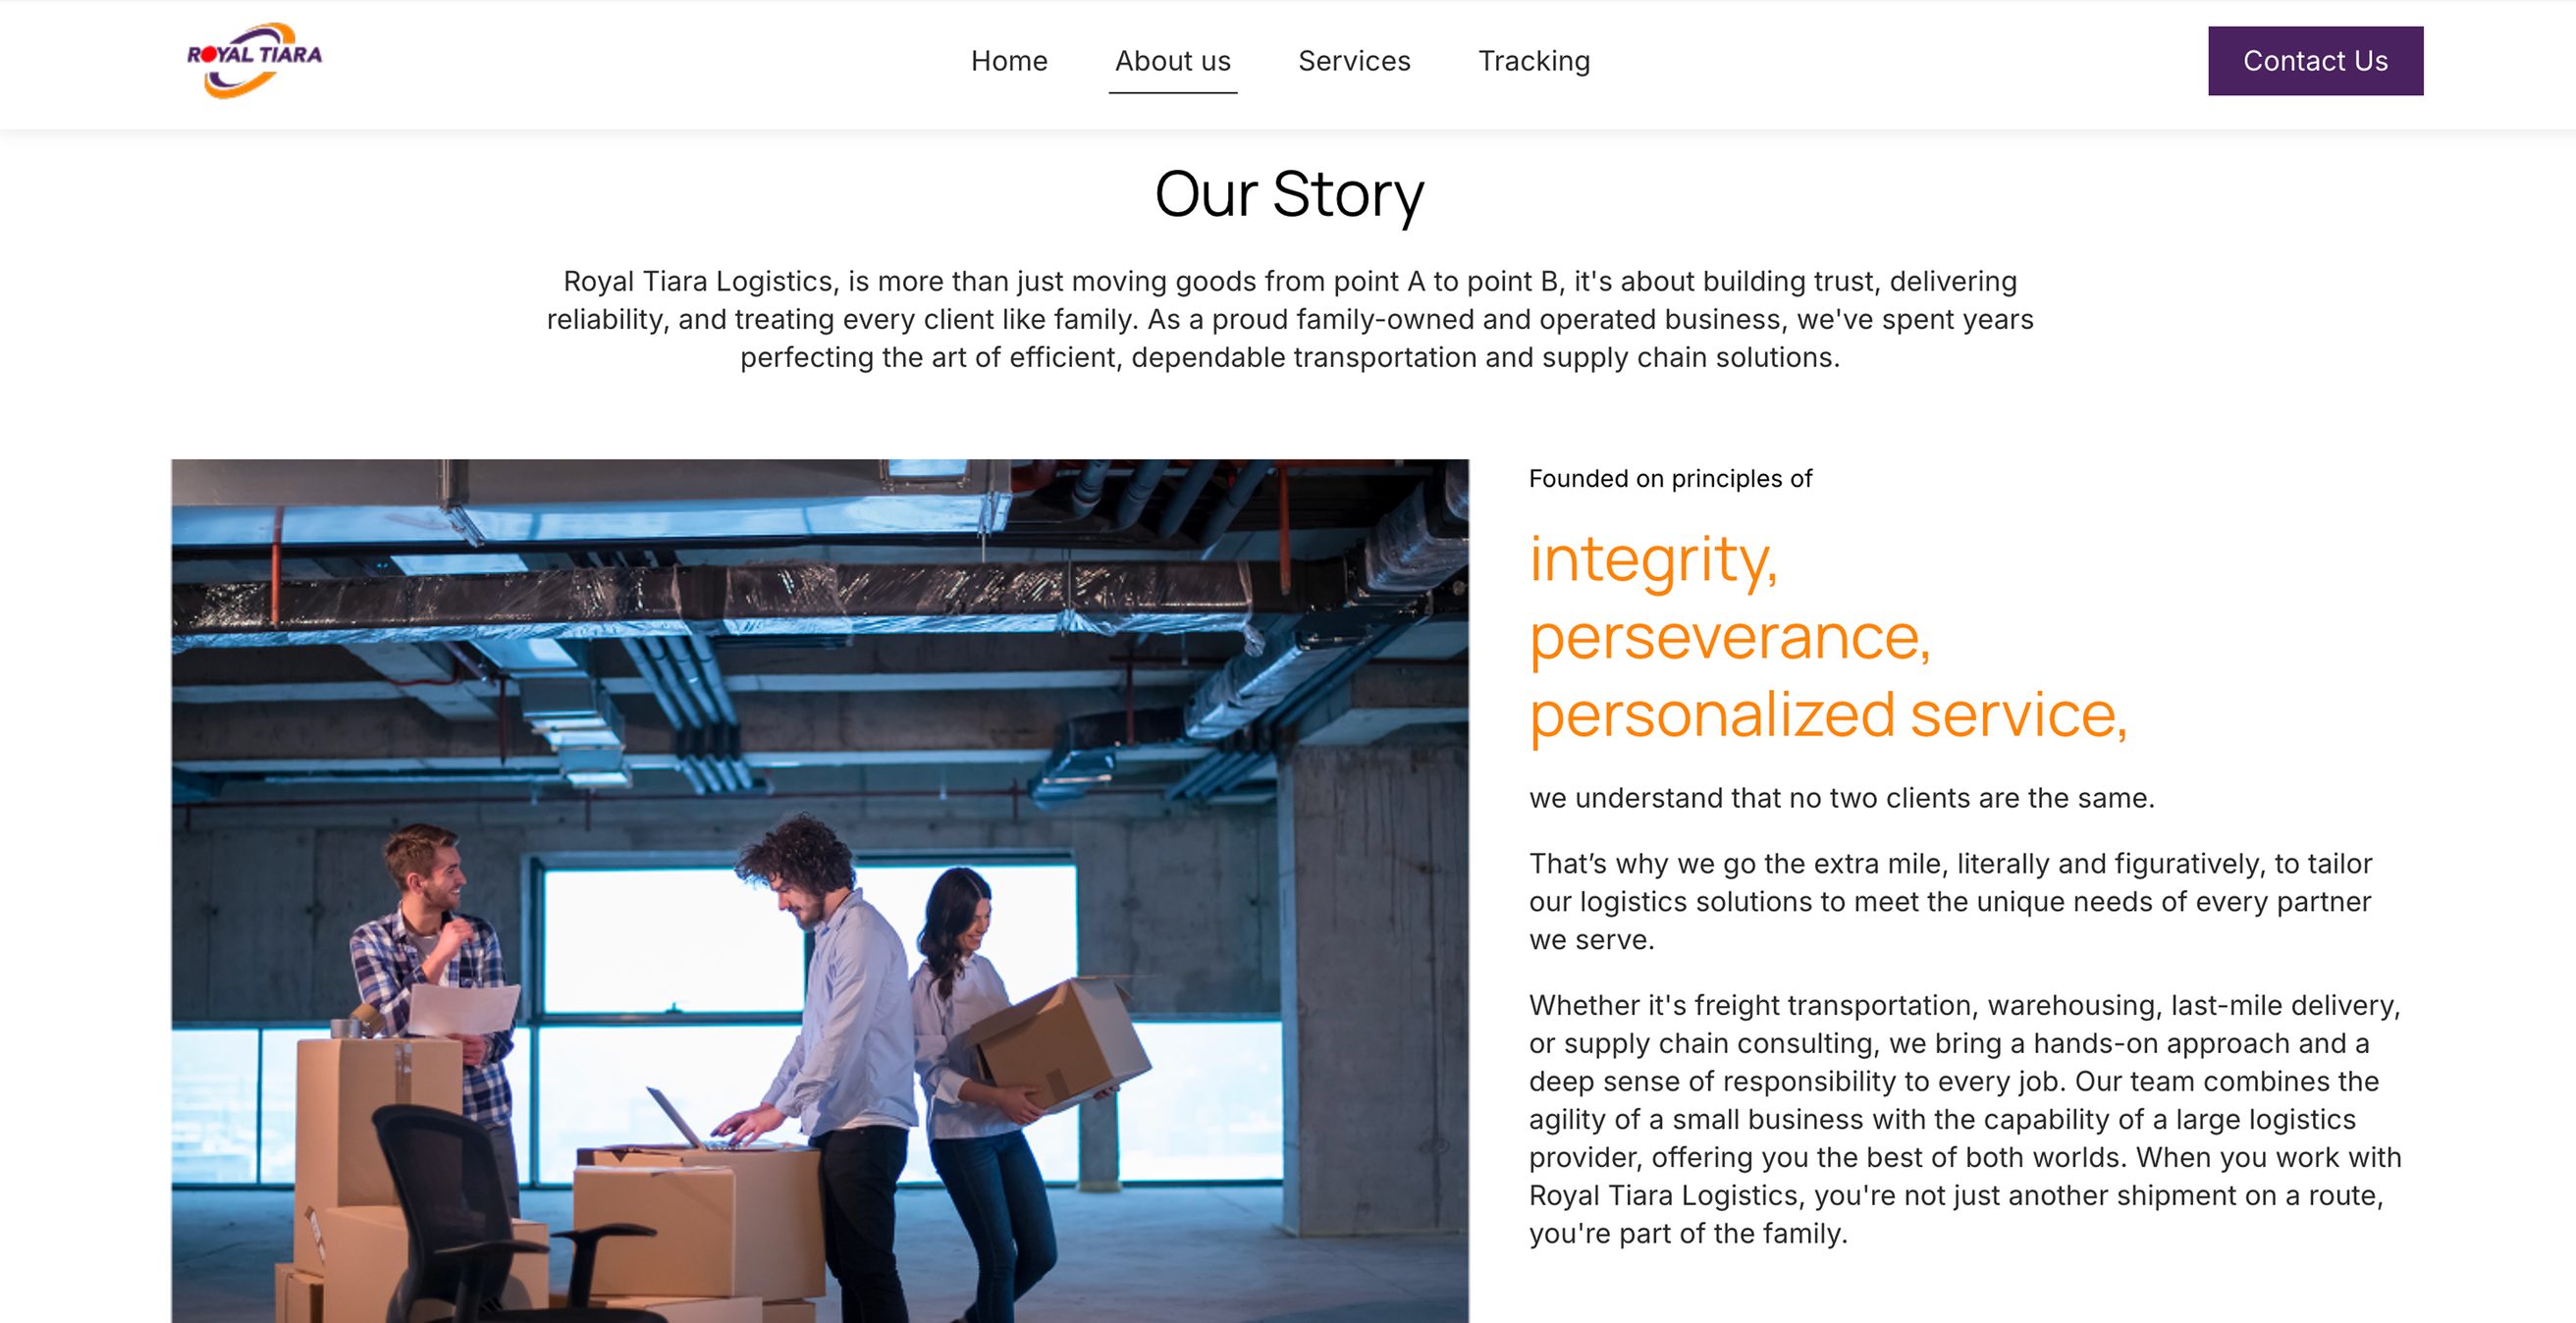 ROYAL TIARA
Home
About us
Services
Tracking
Contact Us
Our Story
Royal Tiara Logistics, is more than just moving goods from point A to point B, it's about building trust, delivering
reliability, and treating every client like family. As a proud family-owned and operated business, we've spent years
perfecting the art of efficient, dependable transportation and supply chain solutions.
Founded on principles of
integrity,
perseverance,
personalized service,
we understand that no two clients are the same.
That’s why we go the extra mile, literally and figuratively, to tailor
our logistics solutions to meet the unique needs of every partner
we serve.
Whether it's freight transportation, warehousing, last-mile delivery,
or supply chain consulting, we bring a hands-on approach and a
deep sense of responsibility to every job. Our team combines the
agility of a small business with the capability of a large logistics
provider, offering you the best of both worlds. When you work with
Royal Tiara Logistics, you're not just another shipment on a route,
you're part of the family.